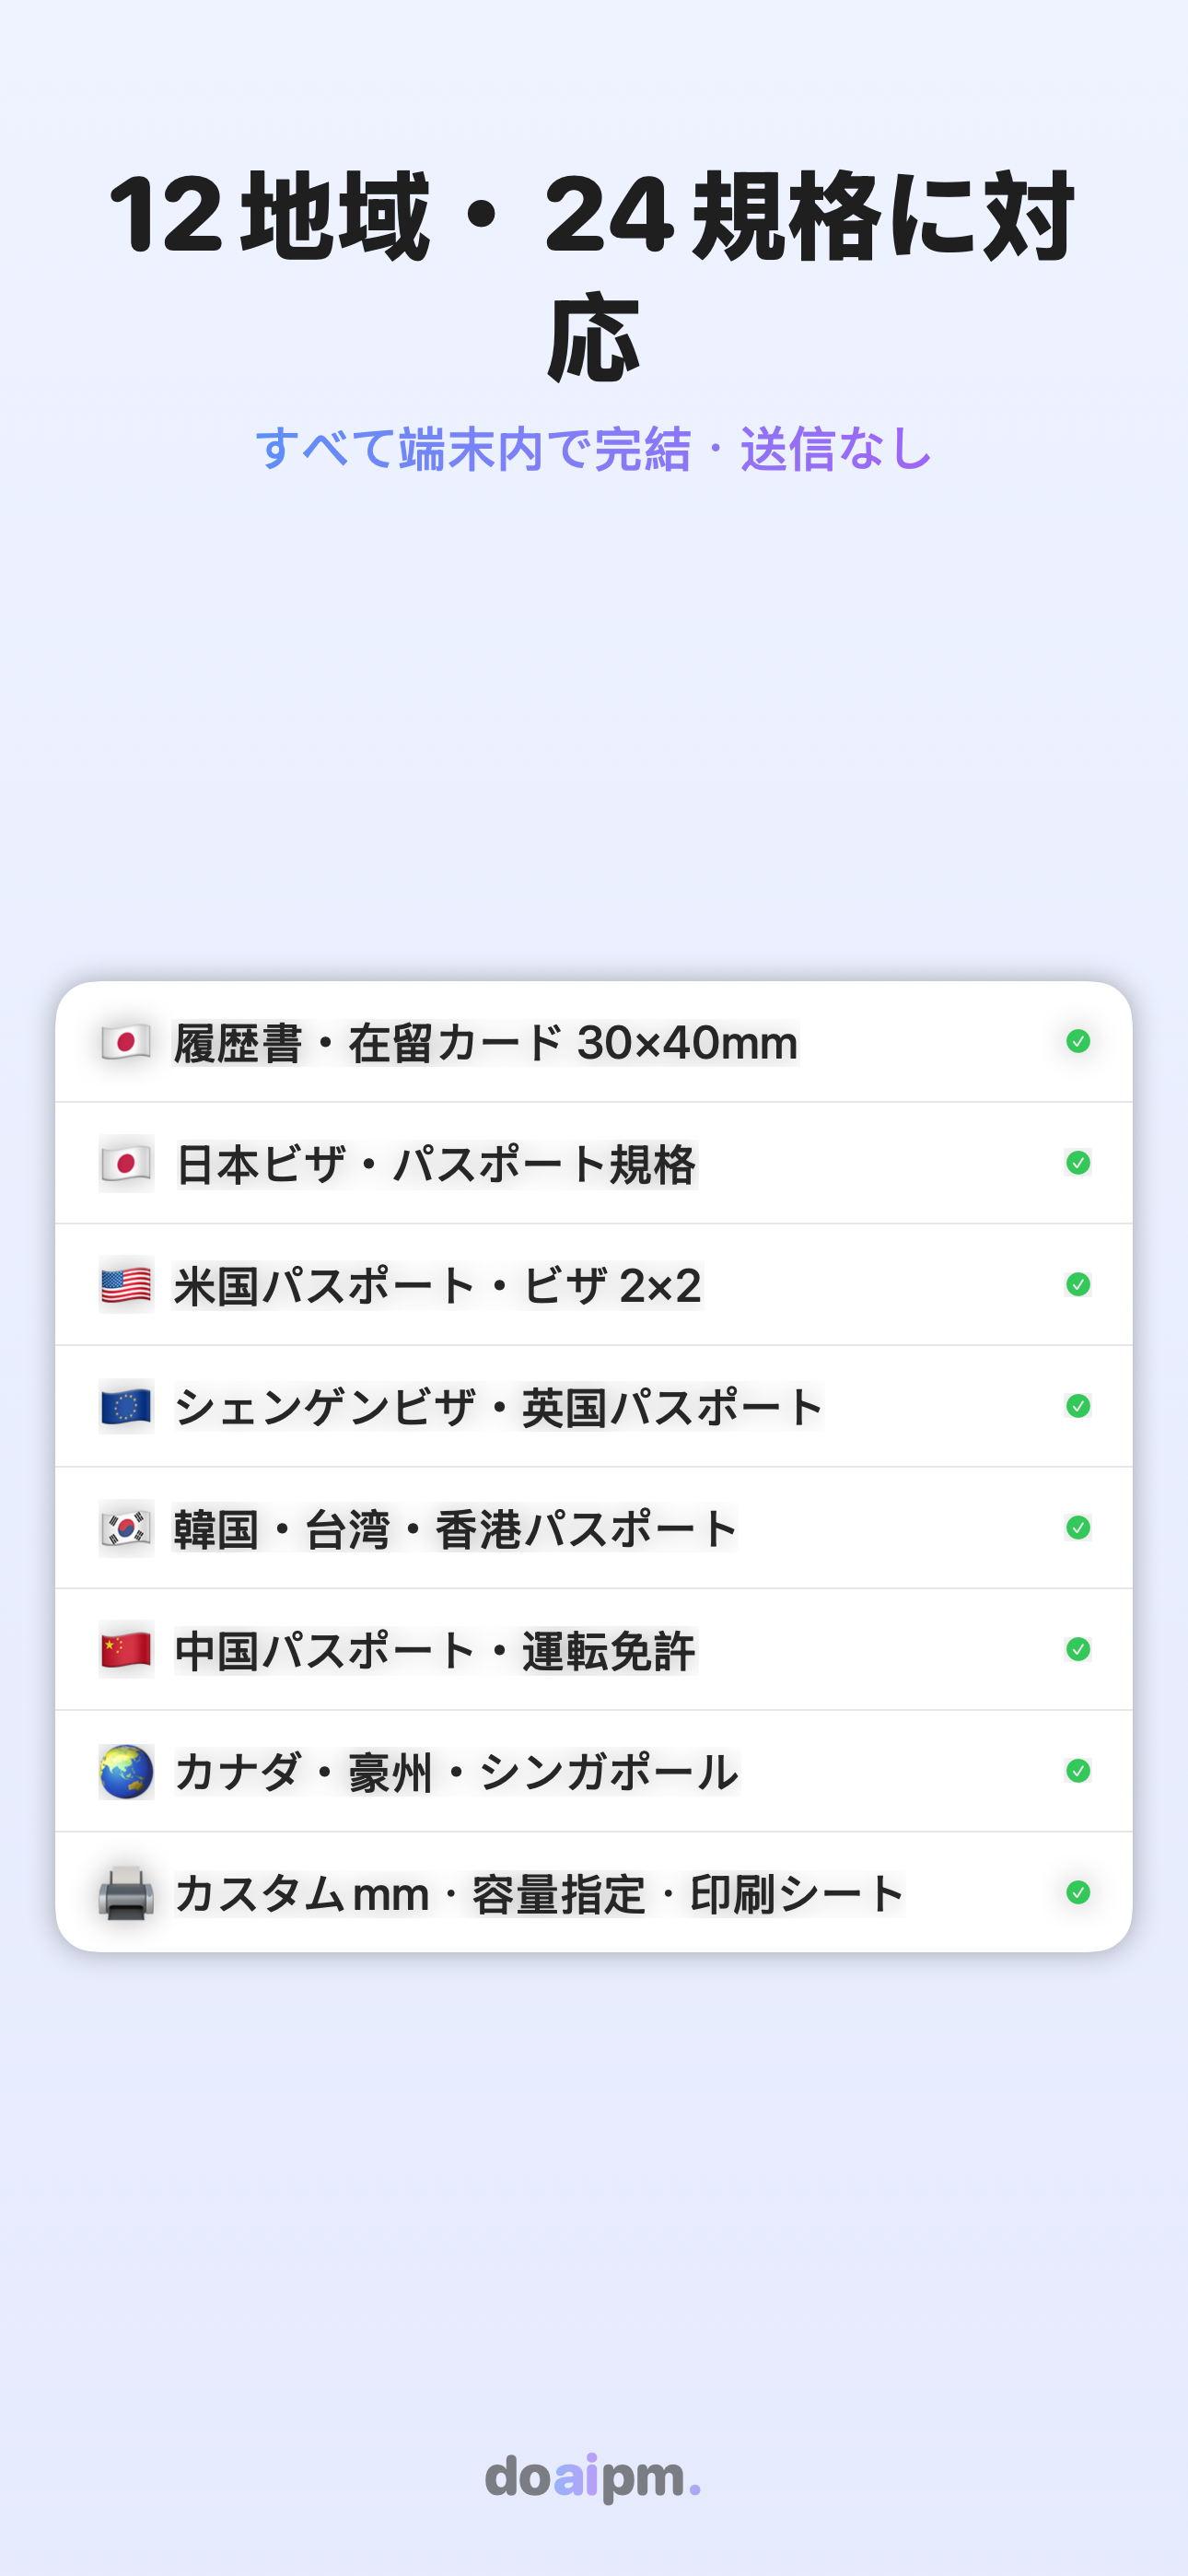 12地域・24規格に対
応
すべて端末内で完結 · 送信なし
履歴書・在留カード 30×40mm
日本ビザ・パスポート規格
米国パスポート・ビザ 2×2
シェンゲンビザ・英国パスポート
韓国・台湾・香港パスポート
中国パスポート・運転免許
カナダ・豪州・シンガポール
カスタムmm · 容量指定 · 印刷シート
doaipm.